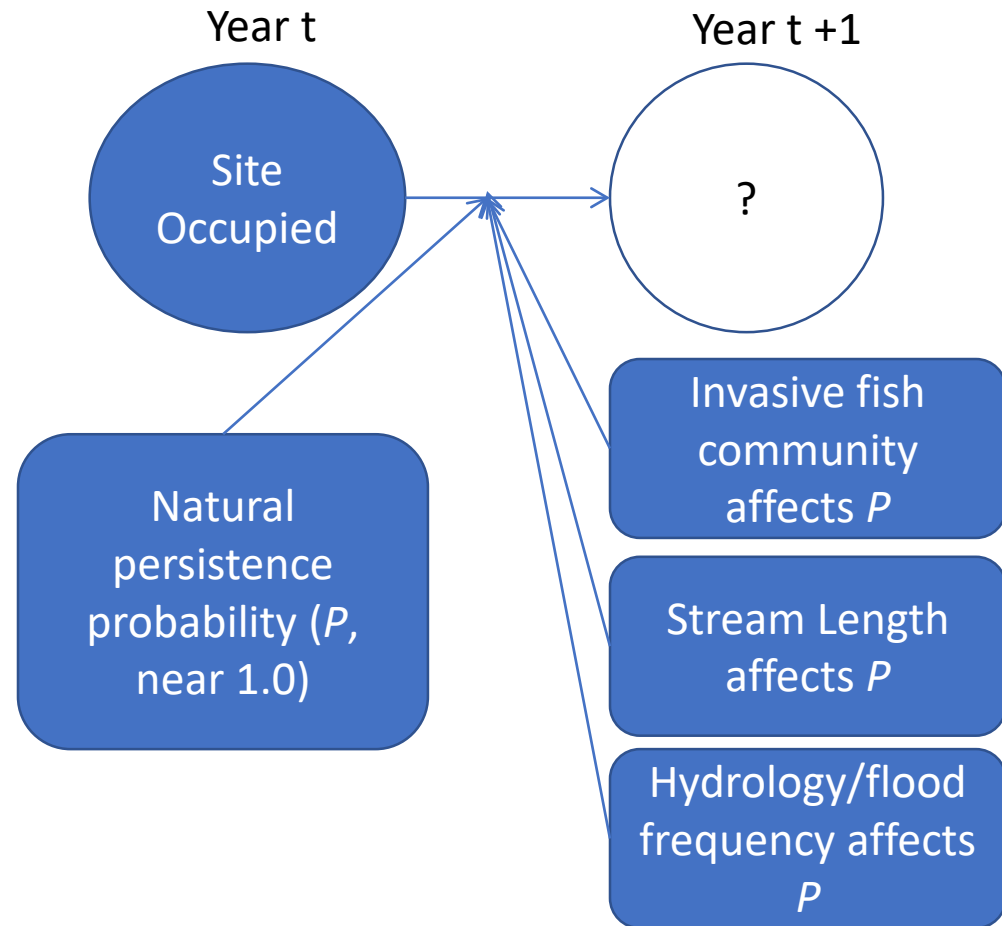 Year t
Year t +1
Site
Occupied
?
Natural
persistence
probability (P,
near 1.0)
Invasive fish
community
affects P
Stream Length
affects P
Hydrology/flood
frequency affects
P